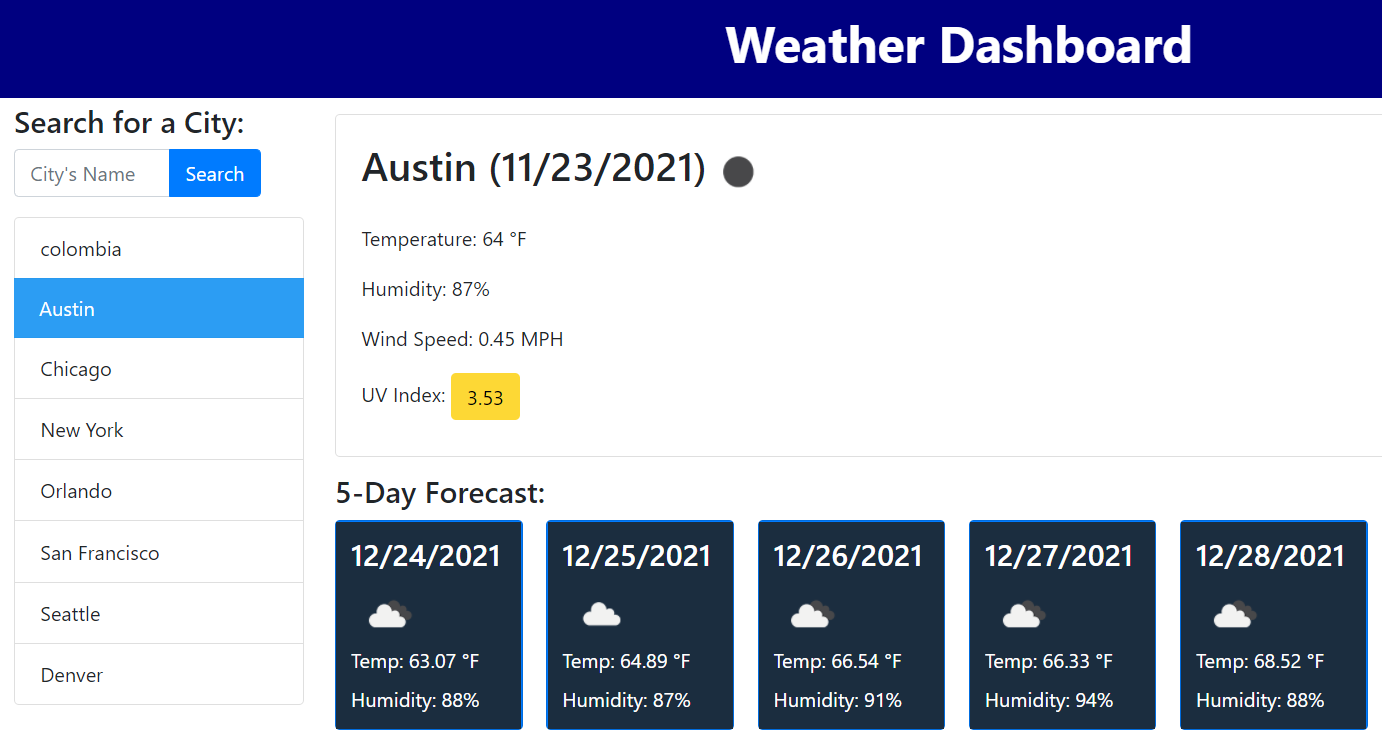 Weather Dashboard
Search for a City:
City's Name
Search
colombia
Austin
Chicago
New York
Orlando
San Francisco
Seattle
Denver
Austin (11/23/2021)
Temperature: 64 °F
Humidity: 87%
Wind Speed: 0.45 MPH
UV Index: 3.53
5-Day Forecast:
12/24/2021
Temp: 63.07 °F
Humidity: 88%
12/25/2021
Temp: 64.89 °F
Humidity: 87%
12/26/2021
Temp: 66.54 °F
Humidity: 91%
12/27/2021
Temp: 66.33 °F
Humidity: 94%
12/28/2021
Temp: 68.52 °F
Humidity: 88%